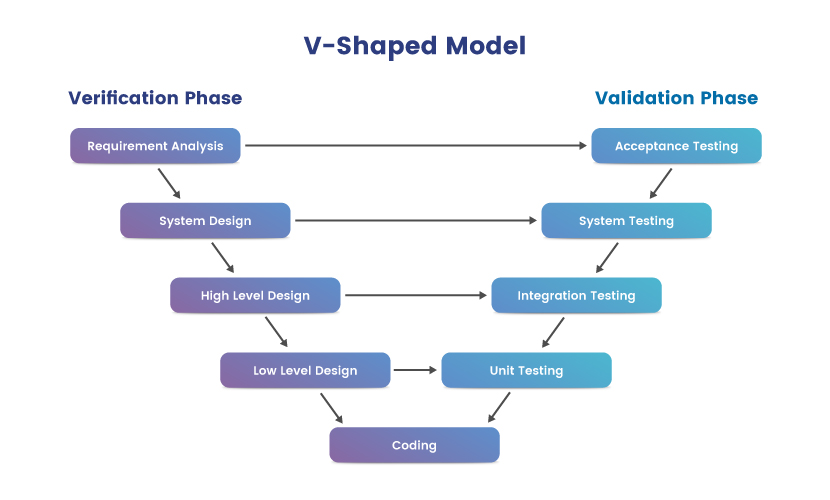 V-Shaped Model
Verification Phase
Validation Phase
Requirement Analysis
Acceptance Testing
System Design
System Testing
High Level Design
Integration Testing
Low Level Design
Unit Testing
Coding